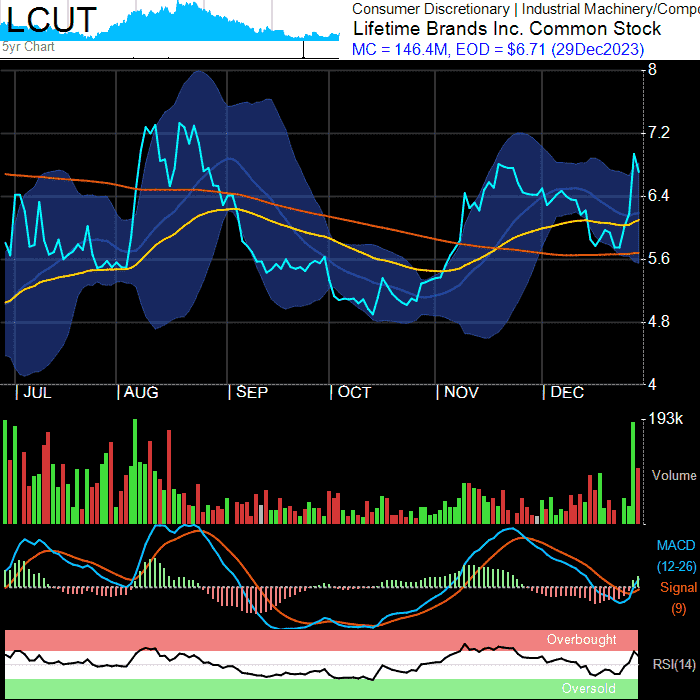 LCUT
5yr Chart
Consumer Discretionary | Industrial Machinery/Compo
Lifetime Brands Inc. Common Stock
MC = 146.4M, EOD = $6.71 (29Dec2023)
8
7.2
6.4
5.6
4.8
4
| JUL | AUG | SEP | OCT | NOV | DEC
193k
Volume
MACD
(12-26)
Signal
(9)
Overbought
RSI(14)
Oversold